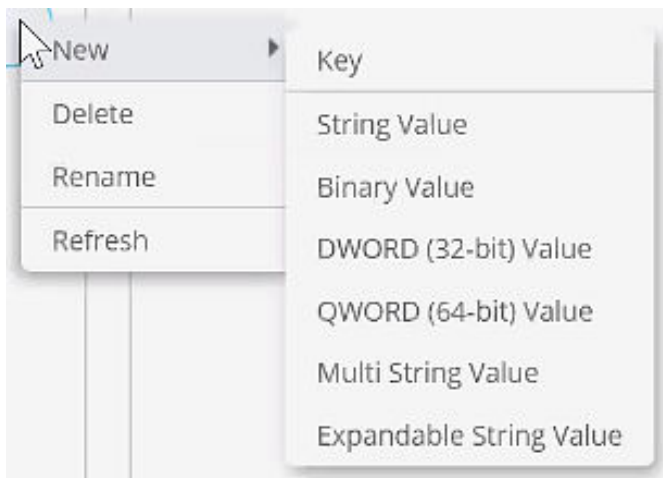 New
Delete
Rename
Refresh
Key
String Value
Binary Value
DWORD (32-bit) Value
QWORD (64-bit) Value
Multi String Value
Expandable String Value